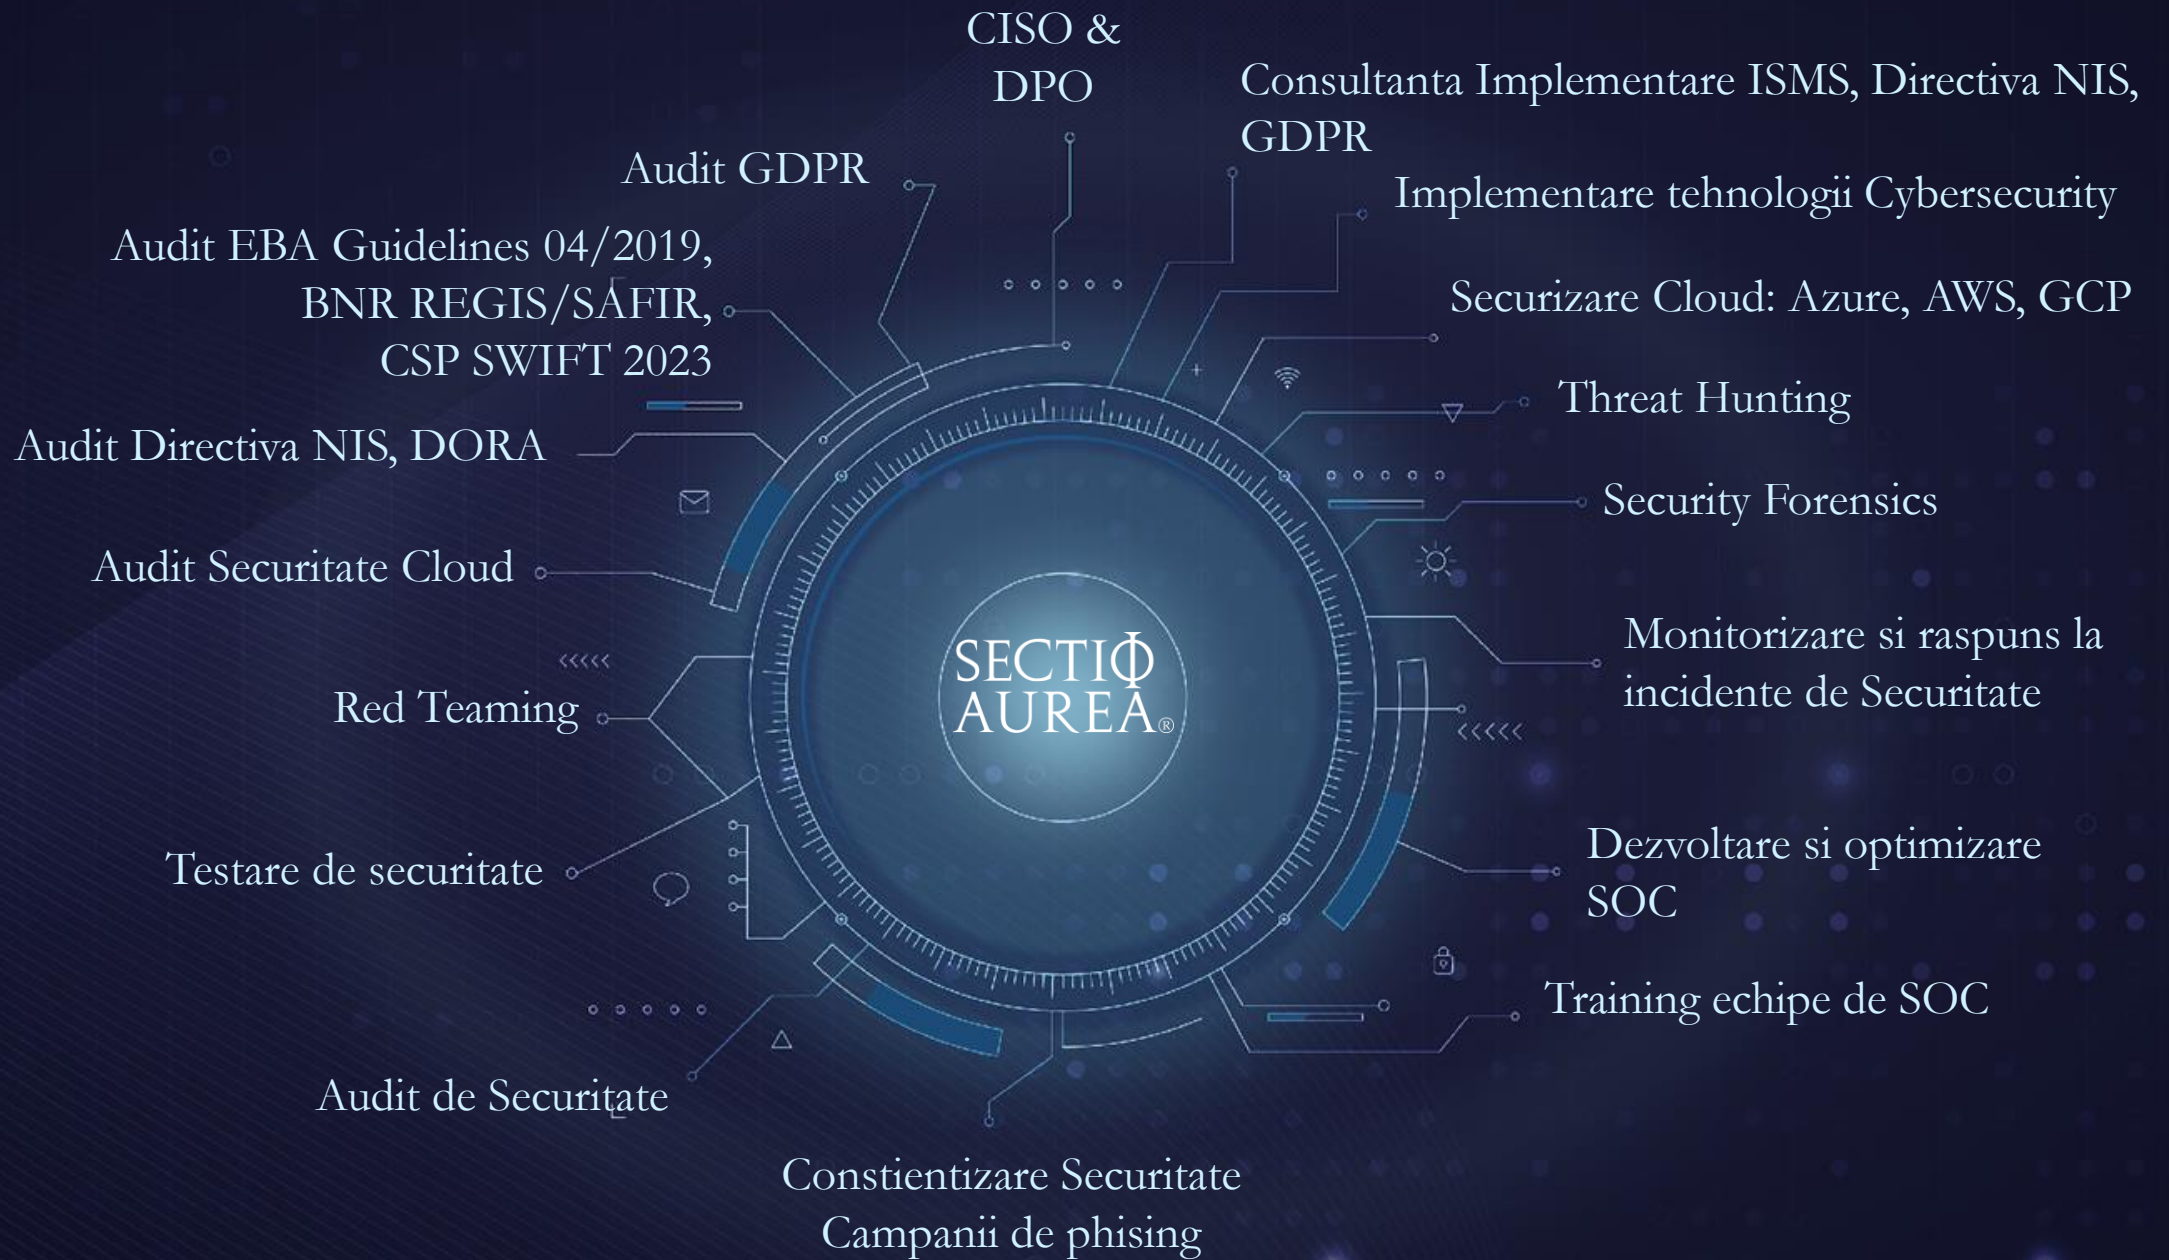 CISO &
DPO
Consultanta Implementare ISMS, Directiva NIS,
GDPR
Audit GDPR
Implementare tehnologii Cybersecurity
Audit EBA Guidelines 04/2019,
BNR REGIS/SAFIR,
CSP SWIFT 2023
Securizare Cloud: Azure, AWS, GCP
Threat Hunting
Audit Directiva NIS, DORA
Security Forensics
Audit Securitate Cloud
Monitorizare si raspuns la
incidente de Securitate
SECTIΦ
AUREA®
Red Teaming
Dezvoltare si optimizare
SOC
Testare de securitate
Training echipe de SOC
Audit de Securitate
Constientizare Securitate
Campanii de phising